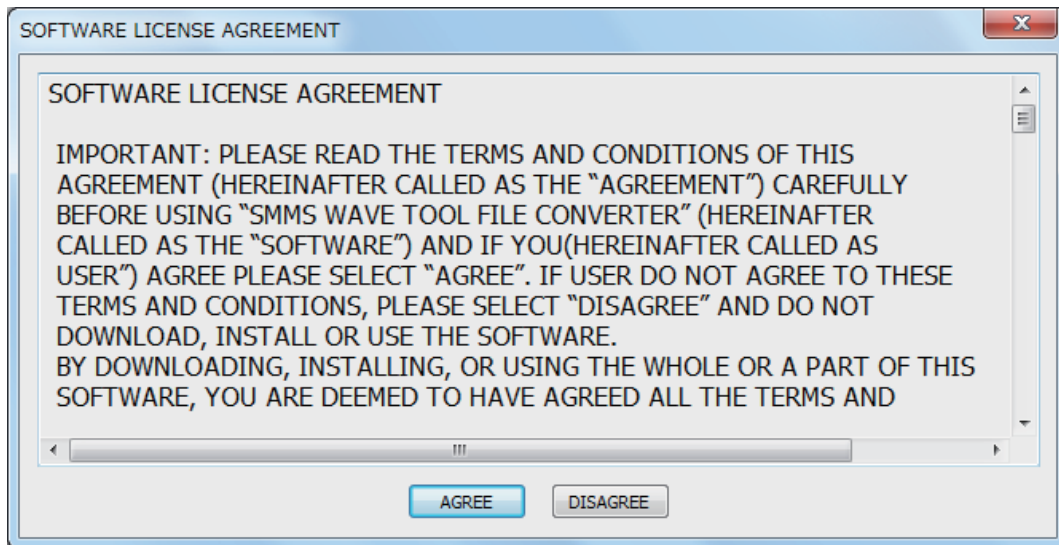 SOFTWARE LICENSE AGREEMENT
SOFTWARE LICENSE AGREEMENT
IMPORTANT: PLEASE READ THE TERMS AND CONDITIONS OF THIS
AGREEMENT (HEREINAFTER CALLED AS THE “AGREEMENT”) CAREFULLY
BEFORE USING “SMMS WAVE TOOL FILE CONVERTER” (HEREINAFTER
CALLED AS THE “SOFTWARE”) AND IF YOU(HEREINAFTER CALLED AS
USER”) AGREE PLEASE SELECT “AGREE”. IF USER DO NOT AGREE TO THESE
TERMS AND CONDITIONS, PLEASE SELECT “DISAGREE” AND DO NOT
DOWNLOAD, INSTALL OR USE THE SOFTWARE.
BY DOWNLOADING, INSTALLING, OR USING THE WHOLE OR A PART OF THIS
SOFTWARE, YOU ARE DEEMED TO HAVE AGREED ALL THE TERMS AND
AGREE DISAGREE